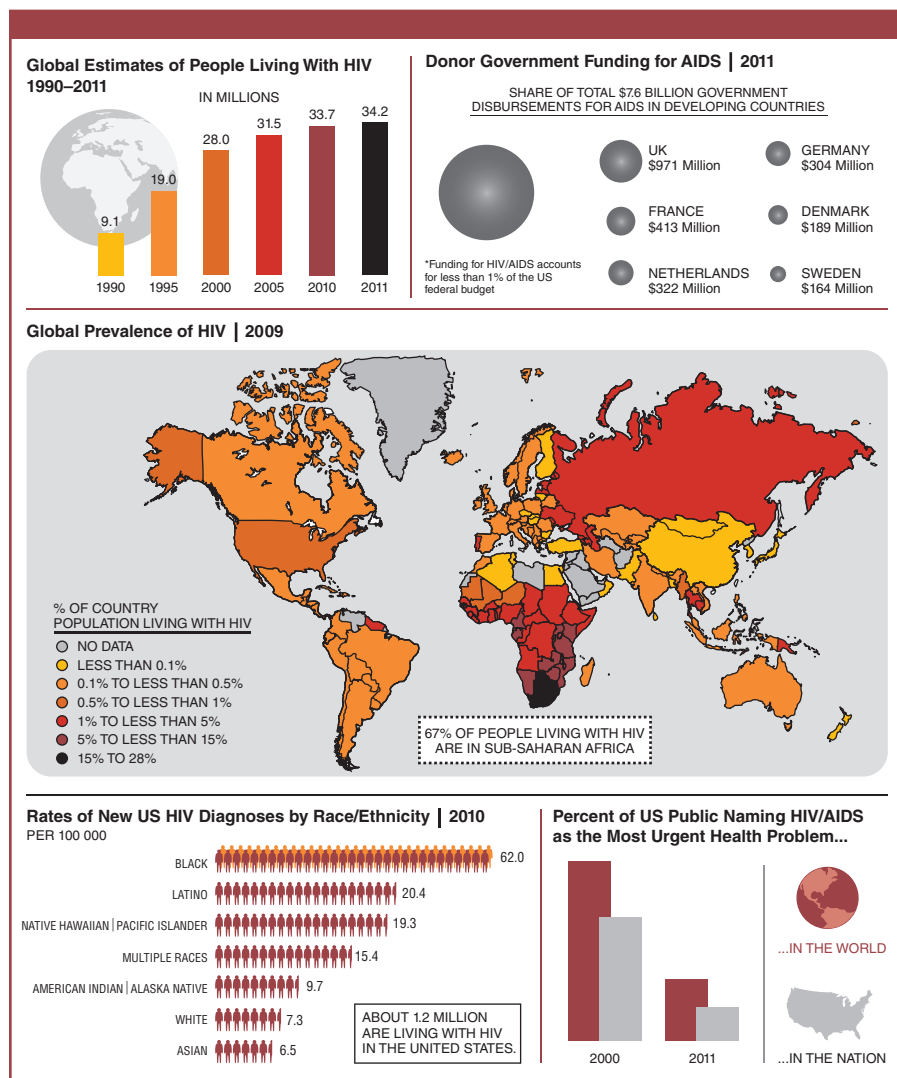 Global Estimates of People Living With HIV
1990–2011
IN MILLIONS
9.1
19.0
28.0
31.5
33.7
34.2
1990
1995
2000
2005
2010
2011
Donor Government Funding for AIDS | 2011
SHARE OF TOTAL $7.6 BILLION GOVERNMENT
DISBURSEMENTS FOR AIDS IN DEVELOPING COUNTRIES
*Funding for HIV/AIDS accounts
for less than 1% of the US
federal budget
UK
$971 Million
FRANCE
$413 Million
NETHERLANDS
$322 Million
GERMANY
$304 Million
DENMARK
$189 Million
SWEDEN
$164 Million
Global Prevalence of HIV | 2009
% OF COUNTRY
POPULATION LIVING WITH HIV
NO DATA
LESS THAN 0.1%
0.1% TO LESS THAN 0.5%
0.5% TO LESS THAN 1%
1% TO LESS THAN 5%
5% TO LESS THAN 15%
15% TO 28%
67% OF PEOPLE LIVING WITH HIV
ARE IN SUB-SAHARAN AFRICA
Rates of New US HIV Diagnoses by Race/Ethnicity | 2010
PER 100 000
BLACK 62.0
LATINO 20.4
NATIVE HAWAIIAN | PACIFIC ISLANDER 19.3
MULTIPLE RACES 15.4
AMERICAN INDIAN | ALASKA NATIVE 9.7
WHITE 7.3
ASIAN 6.5
ABOUT 1.2 MILLION
ARE LIVING WITH HIV
IN THE UNITED STATES.
Percent of US Public Naming HIV/AIDS
as the Most Urgent Health Problem...
2000
2011
...IN THE WORLD
...IN THE NATION